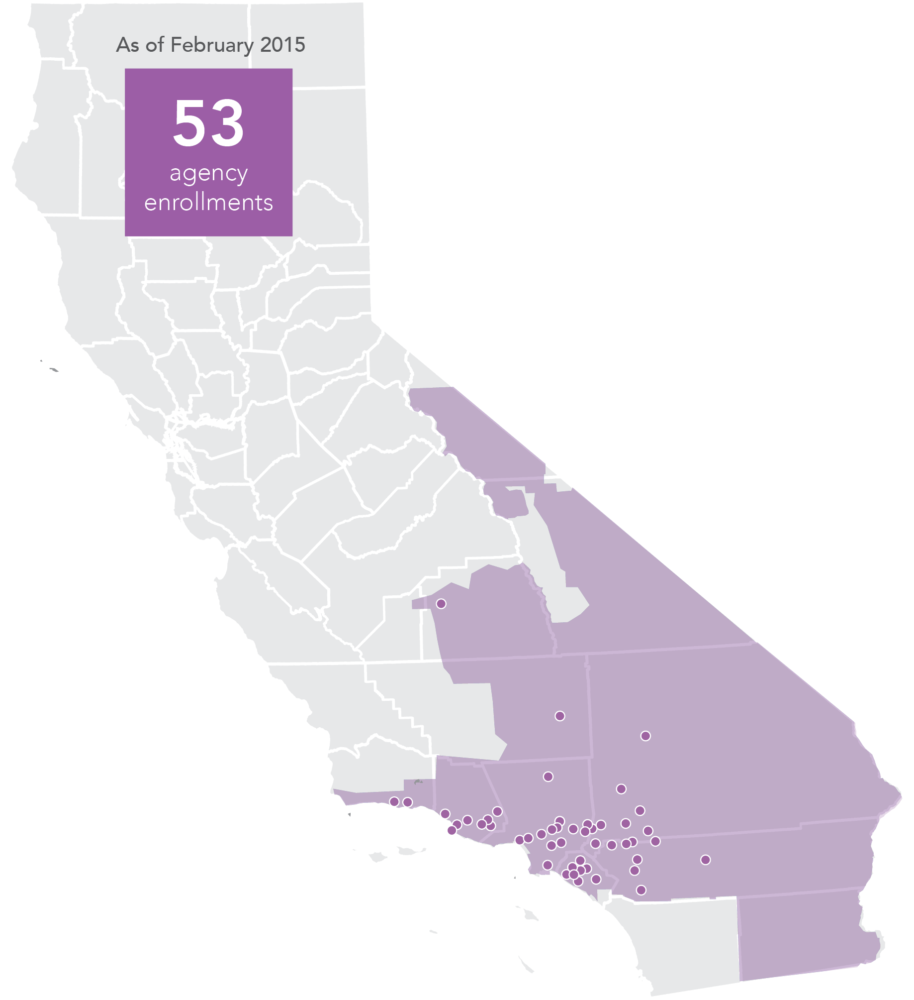 As of February 2015
53
agency
enrollments